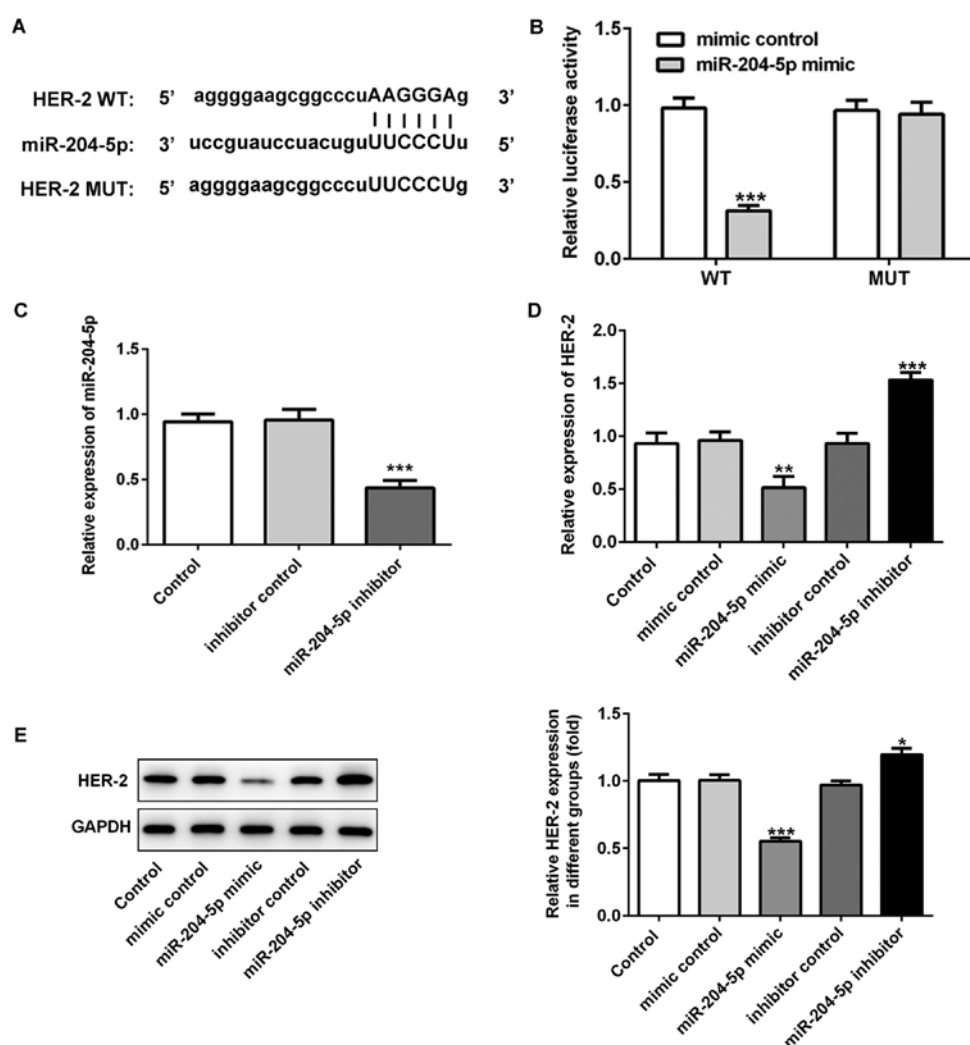 A
HER-2 WT: 5' aggggaagcggcccuAAGGGAg 3'
miR-204-5p: 3' uuccguauccuacuguUUCCCUu 5'
HER-2 MUT: 5' aggggaagcggcccuUUCCCUg 3'
B
Relative luciferase activity
mimic control
miR-204-5p mimic
1.5
1.0
0.5
0.0
***
WT MUT
C
Relative expression of miR-204-5p
1.5
1.0
0.5
0.0
***
Control
inhibitor control
miR-204-5p inhibitor
D
Relative expression of HER-2
2.0
1.5
1.0
0.5
0.0
**
***
Control
mimic control
miR-204-5p mimic
inhibitor control
miR-204-5p inhibitor
E
HER-2
GAPDH
Control
mimic control
miR-204-5p mimic
inhibitor control
miR-204-5p inhibitor
Relative HER-2 expression
in different groups (fold)
1.5
1.0
0.5
0.0
***
*
Control
mimic control
miR-204-5p mimic
inhibitor control
miR-204-5p inhibitor